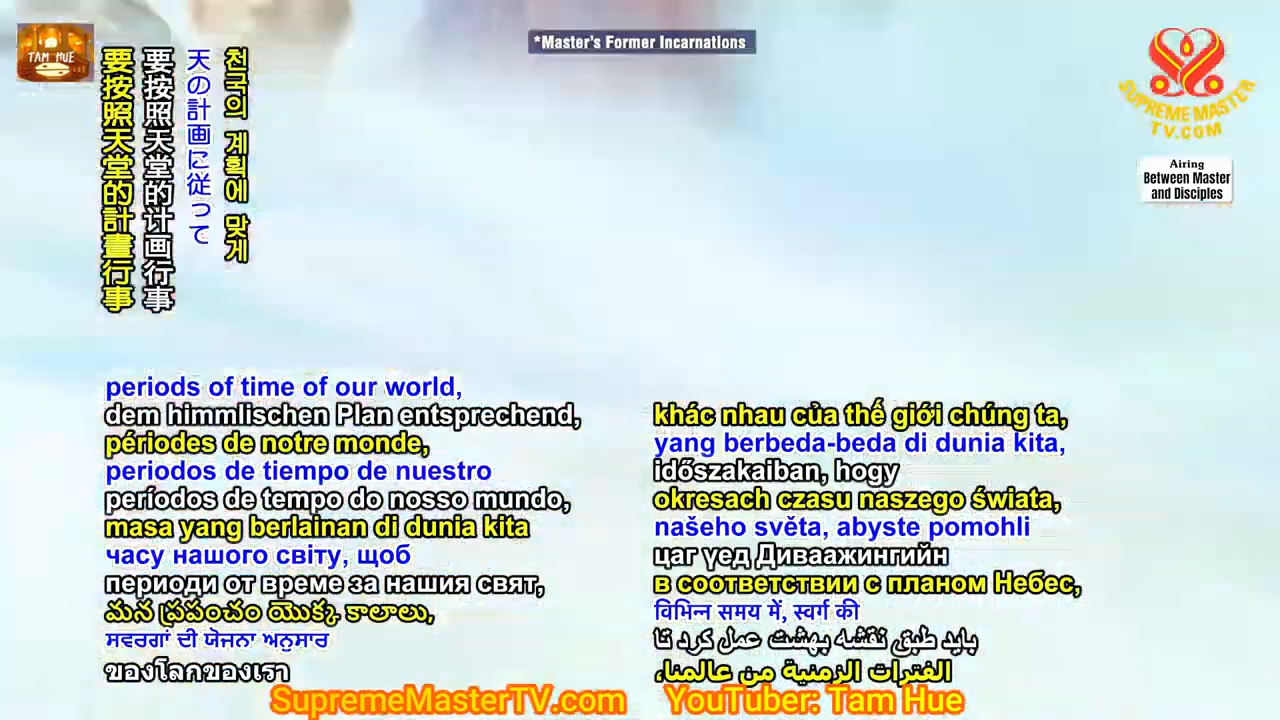 TAM HUE
*Master's Former Incarnations
SUPREME MASTER
TV.COM
Airing
Between Master
and Disciples
천국의 계획에 맞게
天の計画に従って
要按照天堂的计画行事
要按照天堂的計畫行事
periods of time of our world,
dem himmlischen Plan entsprechend,
périodes de notre monde,
periodos de tiempo de nuestro
períodos de tempo do nosso mundo,
masa yang berlainan di dunia kita
часу нашого світу, щоб
периоди от време за нашия свят,
మన ప్రపంచం యొక్క కాలాలు,
ਸਵਰਗਾਂ ਦੀ ਯੋਜਨਾ ਅਨੁਸਾਰ
ของโลกของเรา
khác nhau của thế giới chúng ta,
yang berbeda-beda di dunia kita,
időszakaiban, hogy
okresach czasu naszego świata,
našeho světa, abyste pomohli
цаг үед Диваажингийн
в соответствии с планом Небес,
विभिन्न समय में, स्वर्ग की
باید طبق نقشه بهشت عمل کرد تا
الفترات الزمنية من عالمنا،
SupremeMasterTV.com
YouTuber: Tam Hue